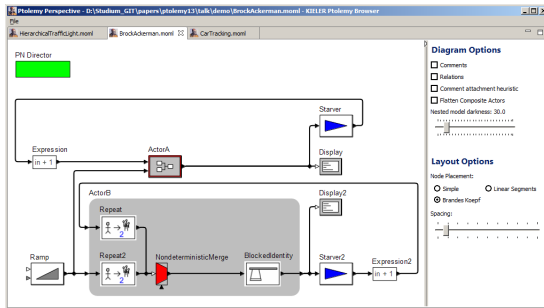 Ptolemy Perspective - D:\Studium_GIT\papers\ptolemy13\talk\demo\BrockAckerman.moml - KIELER Ptolemy Browser
File
HierarchicalTrafficLight.moml BrockAckerman.moml CarTracking.moml
PN Director
Diagram Options
Comments
Relations
Comment attachment heuristic
Flatten Composite Actors
Nested model darkness: 30.0
Starver
Expression
in + 1
ActorA
Display
Layout Options
Node Placement:
Simple Linear Segments
Brandes Koepf
Spacing:
ActorB
Display2
Repeat
2
Ramp
Repeat2
2
NondeterministicMerge
BlockedIdentity
Starver2
Expression2
in + 1